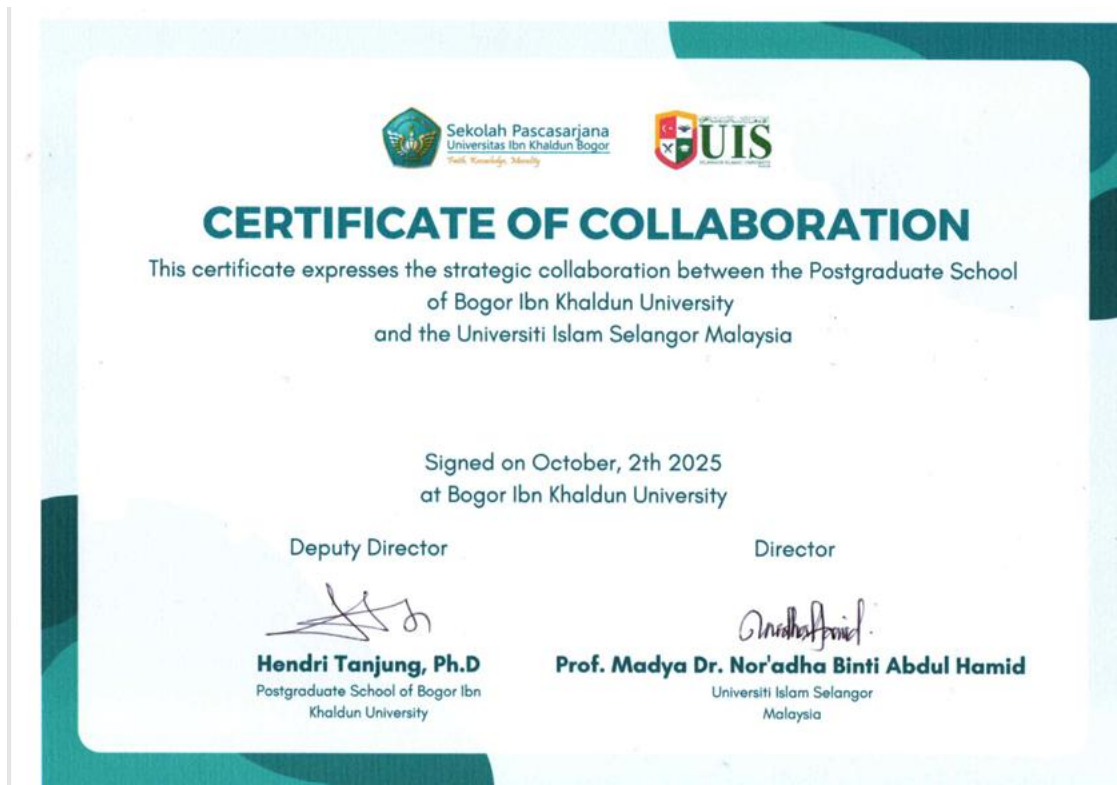 Sekolah Pascasarjana
Universitas Ibn Khaldun Bogor
Faith, Knowledge, Morality
UIS
CERTIFICATE OF COLLABORATION
This certificate expresses the strategic collaboration between the Postgraduate School
of Bogor Ibn Khaldun University
and the Universiti Islam Selangor Malaysia
Signed on October, 2th 2025
at Bogor Ibn Khaldun University
Deputy Director
Director
Hendri Tanjung, Ph.D
Prof. Madya Dr. Nor'adha Binti Abdul Hamid
Postgraduate School of Bogor Ibn
Khaldun University
Universiti Islam Selangor
Malaysia